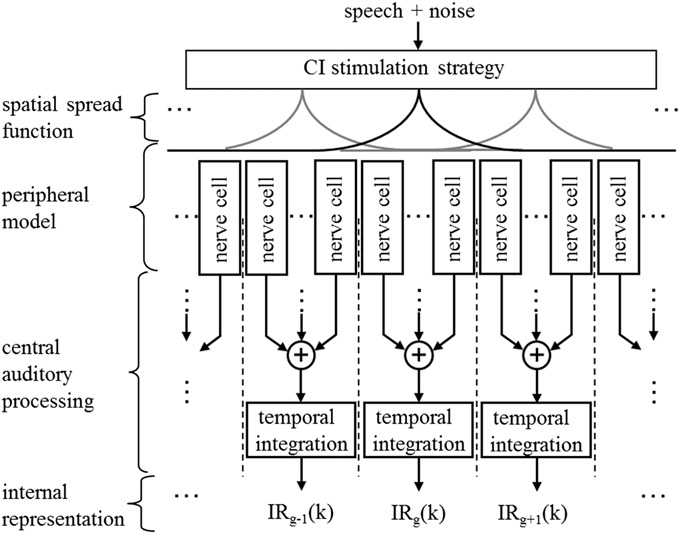 speech + noise
CI stimulation strategy
spatial spread
function
peripheral
model
nerve cell
nerve cell
nerve cell
nerve cell
nerve cell
nerve cell
nerve cell
nerve cell
central
auditory
processing
+
+
+
temporal
integration
temporal
integration
temporal
integration
internal
representation
IRg-1(k)
IRg(k)
IRg+1(k)